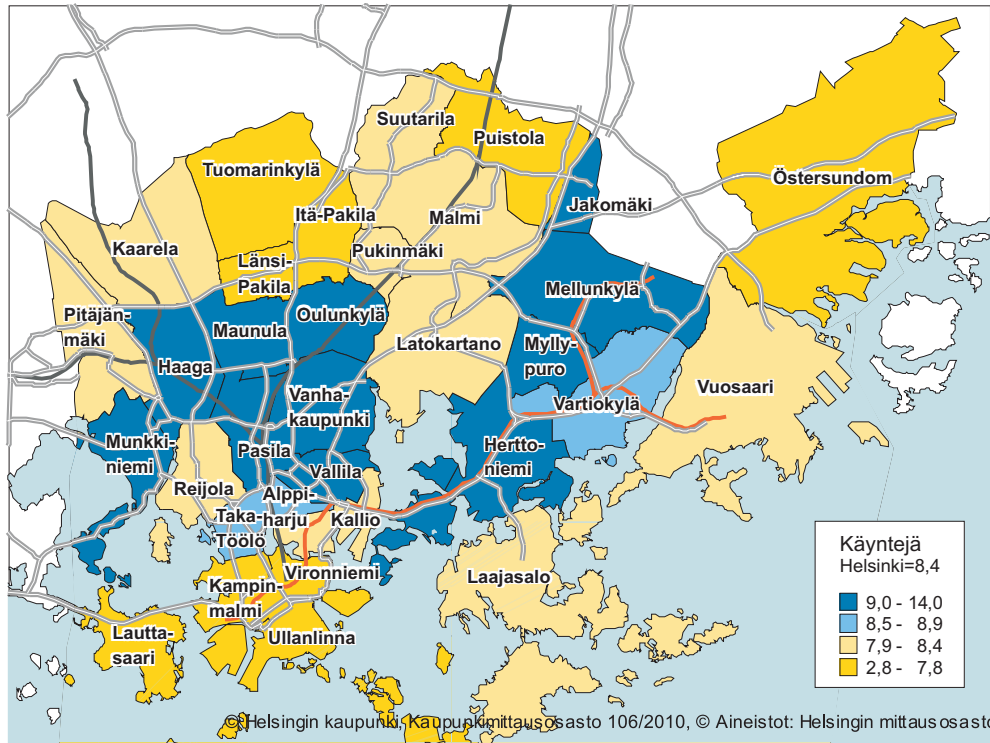 Suutarila
Puistola
Tuomarinkylä
Östersundom
Jakomäki
Itä-Pakila
Malmi
Kaarela
Pukinmäki
Länsi-
Pakila
Mellunkylä
Pitäjän-
mäki
Oulunkylä
Maunula
Latokartano
Mylly-
puro
Haaga
Vuosaari
Vanha-
kaupunki
Vartiokylä
Munkki-
niemi
Pasila
Hertto-
niemi
Vallila
Reijola
Alppi-
harju
Taka-
Töölö
Kallio
Vironniemi
Laajasalo
Kampin-
malmi
Lautta-
saari
Ullanlinna
Käyntejä
Helsinki=8,4
9,0 - 14,0
8,5 - 8,9
7,9 - 8,4
2,8 - 7,8
© Helsingin kaupunki, Kaupunkimittausosasto 106/2010, © Aineistot: Helsingin mittausosasto